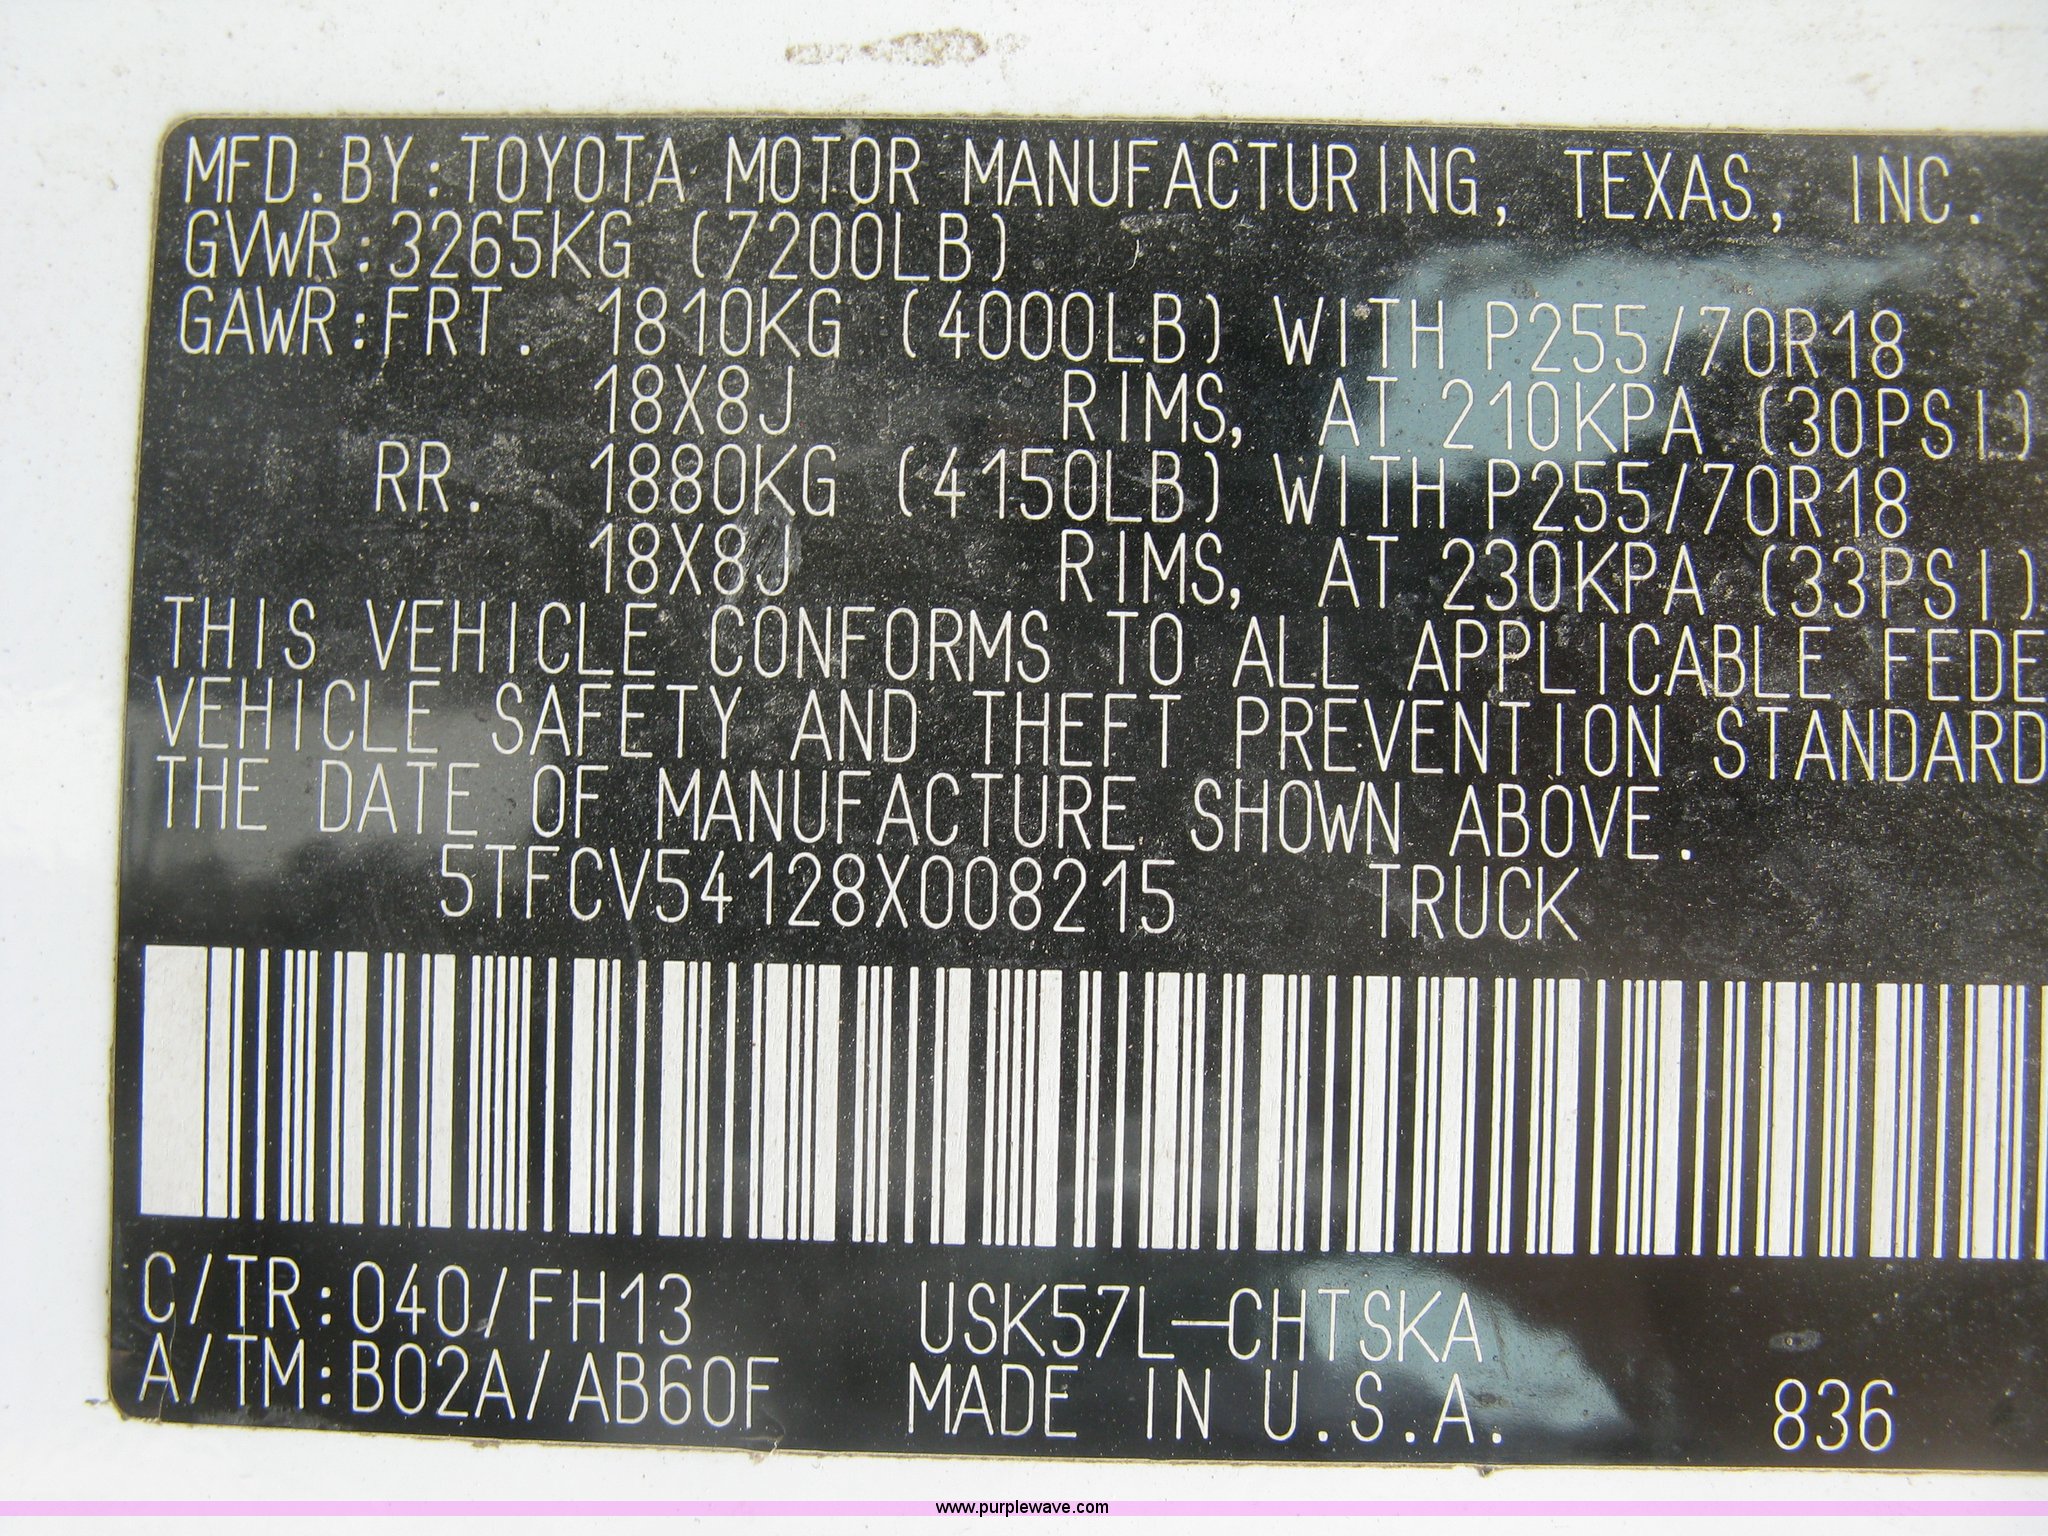 MFD.BY:TOYOTA MOTOR MANUFACTURING, TEXAS, INC.
GVWR:3265KG (7200LB)
GAWR:FRT. 1810KG (4000LB) WITH P255/70R18
18X8J RIMS, AT 210KPA (30PSI)
RR. 1880KG (4150LB) WITH P255/70R18
18X8J RIMS, AT 230KPA (33PSI)
THIS VEHICLE CONFORMS TO ALL APPLICABLE FEDE
VEHICLE SAFETY AND THEFT PREVENTION STANDARD
THE DATE OF MANUFACTURE SHOWN ABOVE.
5TFCV54128X008215 TRUCK
C/TR:040/FH13 USK57L-CHTSKA
A/TM:B02A/AB60F MADE IN U.S.A. 836
www.purplewave.com